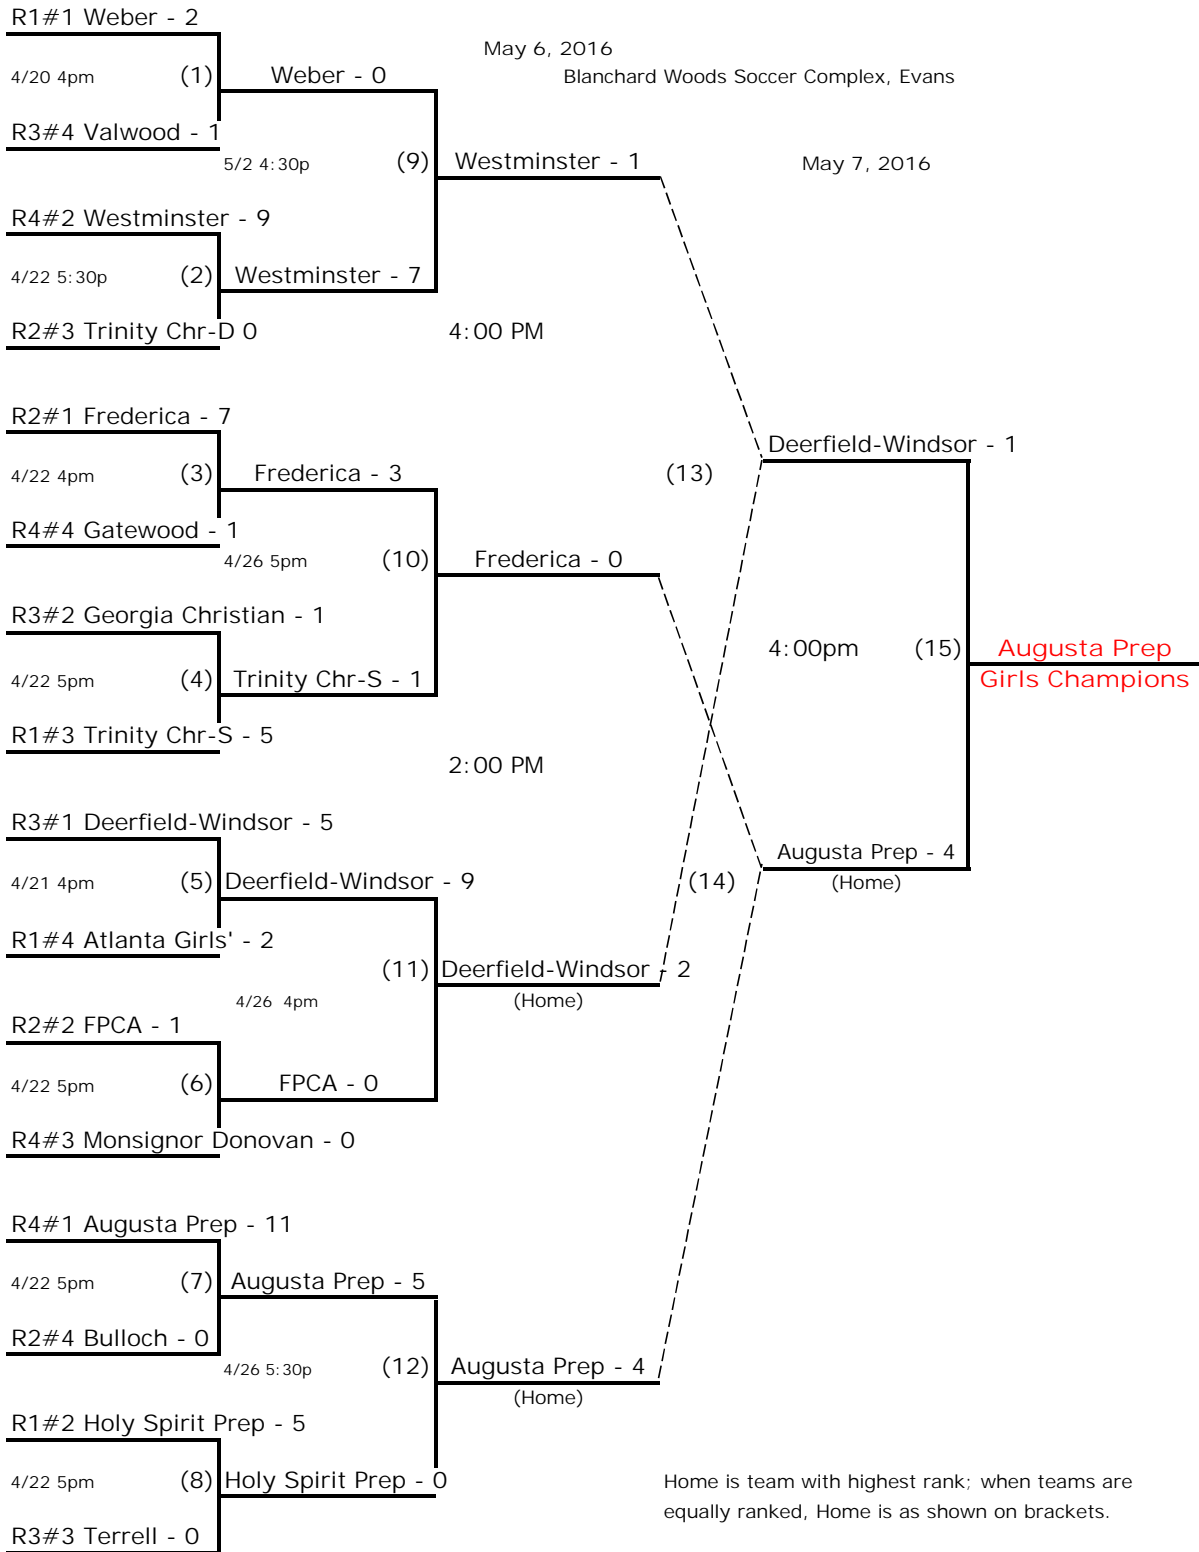 R1#1 Weber - 2
May 6, 2016
4/20 4pm (1) Weber - 0
Blanchard Woods Soccer Complex, Evans
R3#4 Valwood - 1
5/2 4:30p (9) Westminster - 1
May 7, 2016
R4#2 Westminster - 9
4/22 5:30p (2) Westminster - 7
R2#3 Trinity Chr-D 0
4:00 PM
R2#1 Frederica - 7
Deerfield-Windsor - 1
4/22 4pm (3) Frederica - 3
(13)
R4#4 Gatewood - 1
4/26 5pm (10) Frederica - 0
R3#2 Georgia Christian - 1
4:00pm (15) Augusta Prep
Girls Champions
4/22 5pm (4) Trinity Chr-S - 1
R1#3 Trinity Chr-S - 5
2:00 PM
R3#1 Deerfield-Windsor - 5
Augusta Prep - 4
(Home)
4/21 4pm (5) Deerfield-Windsor - 9
(14)
R1#4 Atlanta Girls' - 2
(11) Deerfield-Windsor - 2
4/26 4pm
(Home)
R2#2 FPCA - 1
4/22 5pm (6) FPCA - 0
R4#3 Monsignor Donovan - 0
R4#1 Augusta Prep - 11
4/22 5pm (7) Augusta Prep - 5
R2#4 Bulloch - 0
4/26 5:30p (12) Augusta Prep - 4
(Home)
R1#2 Holy Spirit Prep - 5
4/22 5pm (8) Holy Spirit Prep - 0
R3#3 Terrell - 0
Home is team with highest rank; when teams are
equally ranked, Home is as shown on brackets.